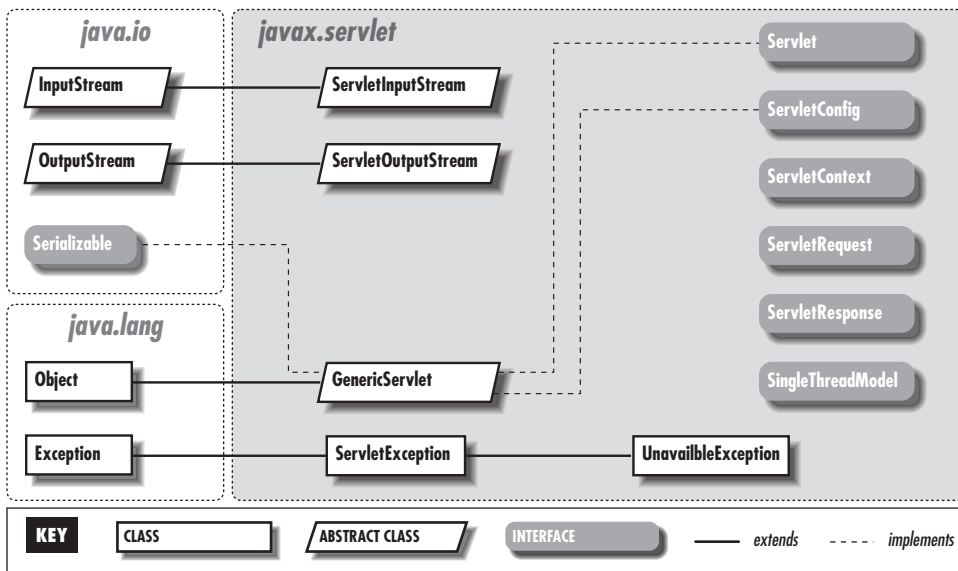 java.io
javax.servlet
InputStream
ServletInputStream
Servlet
ServletConfig
OutputStream
ServletOutputStream
ServletContext
Serializable
ServletRequest
java.lang
ServletResponse
Object
GenericServlet
SingleThreadModel
Exception
ServletException
UnavailbleException
KEY
CLASS
ABSTRACT CLASS
INTERFACE
extends
implements